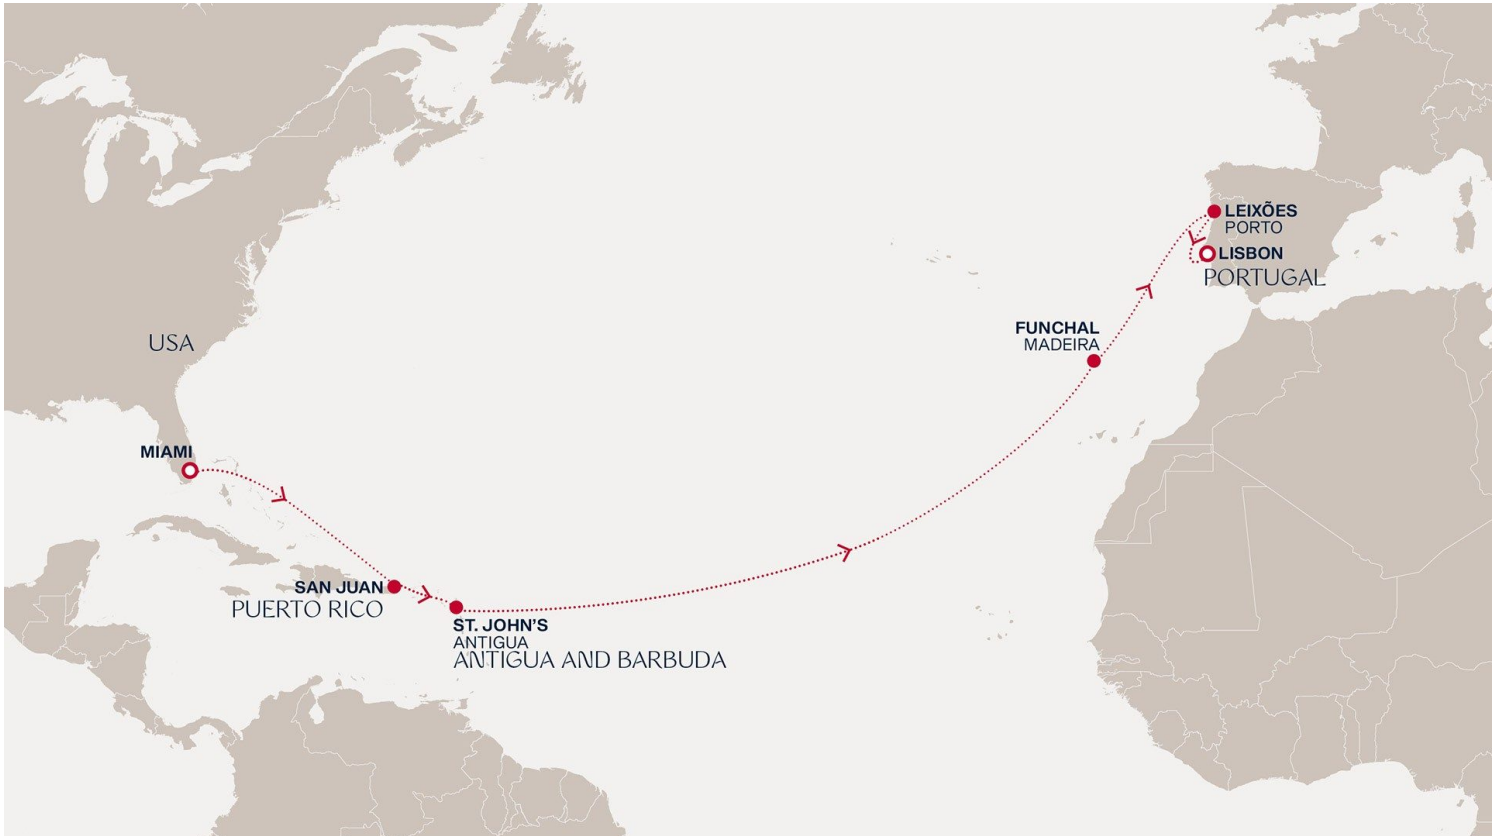 LEIXÕES
PORTO
LISBON
PORTUGAL
FUNCHAL
MADEIRA
USA
MIAMI
SAN JUAN
PUERTO RICO
ST. JOHN'S
ANTIGUA
ANTIGUA AND BARBUDA